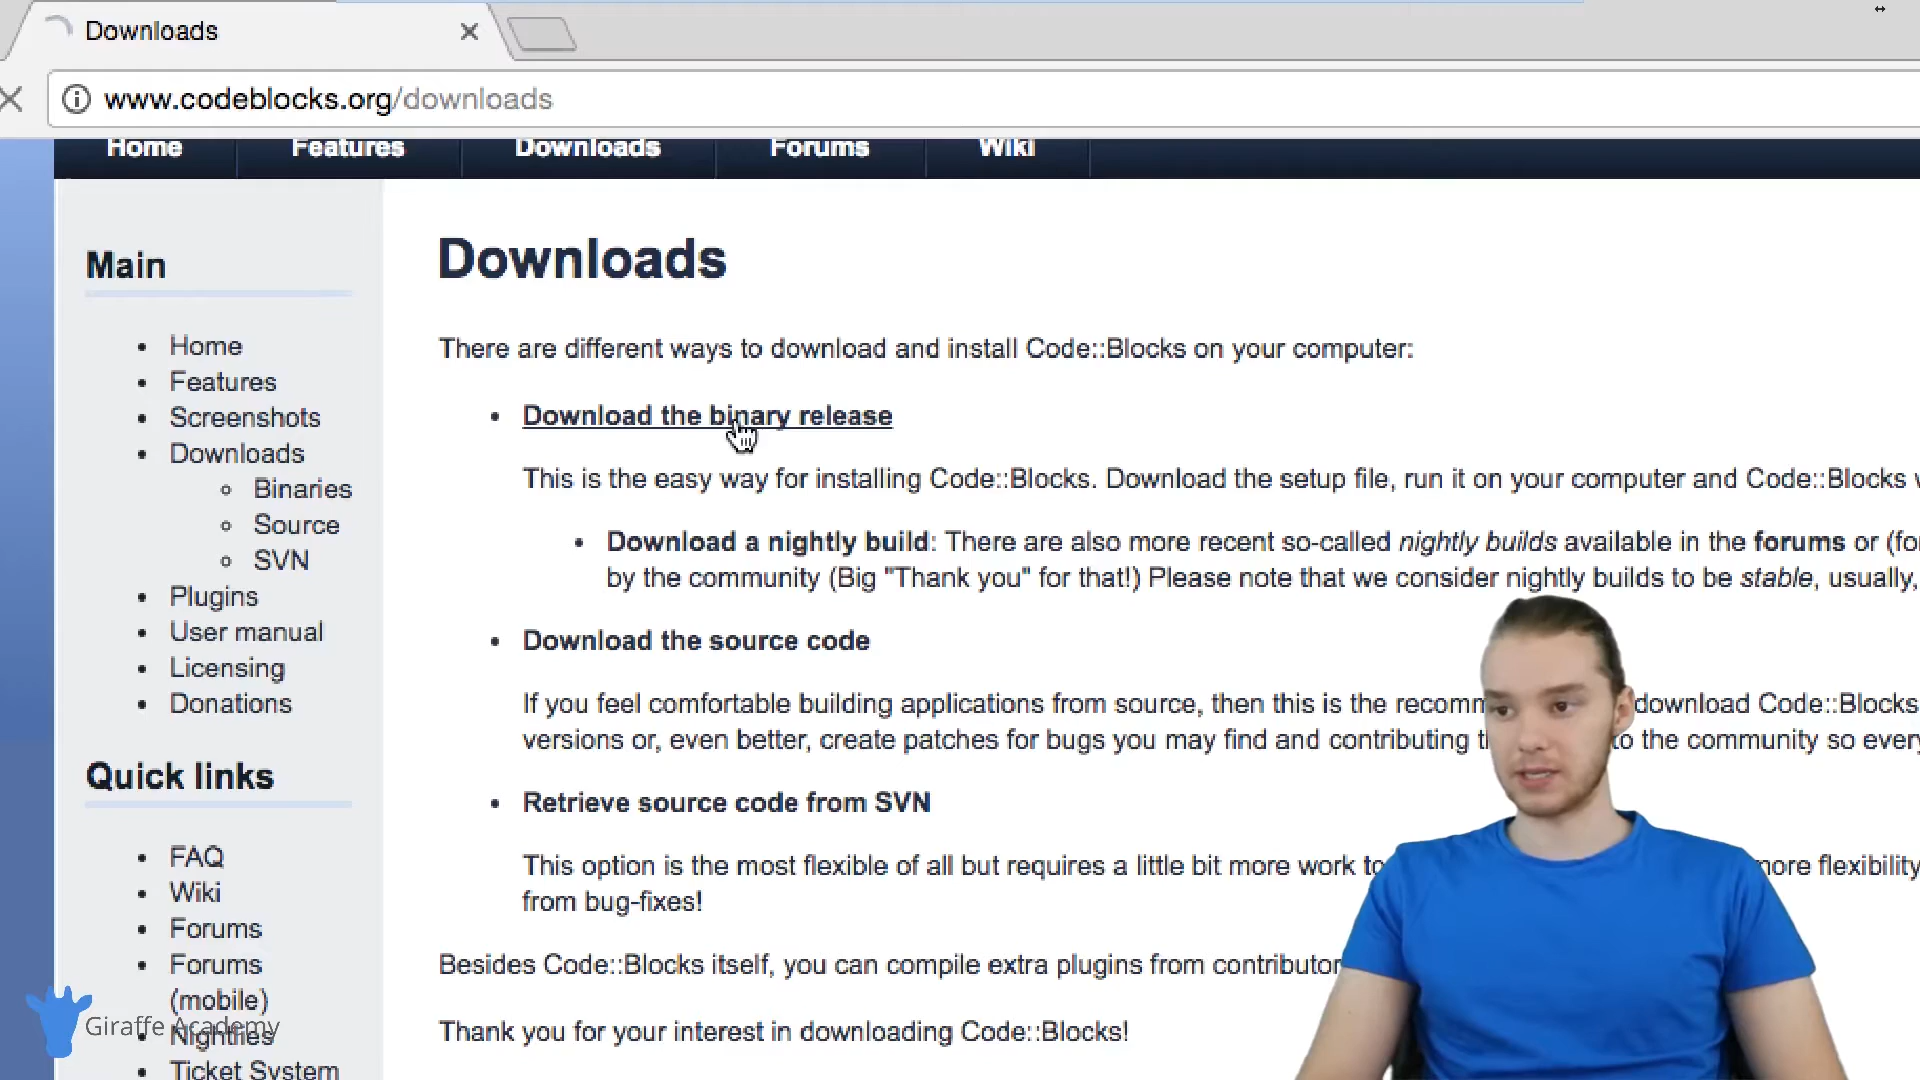 Downloads
www.codeblocks.org/downloads
Home Features Downloads Forums Wiki
Main
Home
Features
Screenshots
Downloads
Binaries
Source
SVN
Plugins
User manual
Licensing
Donations
Quick links
FAQ
Wiki
Forums
Forums
(mobile)
Nightlies
Ticket System
Downloads
There are different ways to download and install Code::Blocks on your computer:
Download the binary release
This is the easy way for installing Code::Blocks. Download the setup file, run it on your computer and Code::Blocks
Download a nightly build: There are also more recent so-called nightly builds available in the forums or
by the community (Big "Thank you" for that!) Please note that we consider nightly builds to be stable, usually,
Download the source code
If you feel comfortable building applications from source, then this is the download Code::Blocks
versions or, even better, create patches for bugs you may find and contributing to the community so
Retrieve source code from SVN
This option is the most flexible of all but requires a little bit more work flexibility
from bug-fixes!
Besides Code::Blocks itself, you can compile extra plugins from
Thank you for your interest in downloading Code::Blocks!
Giraffe Academy